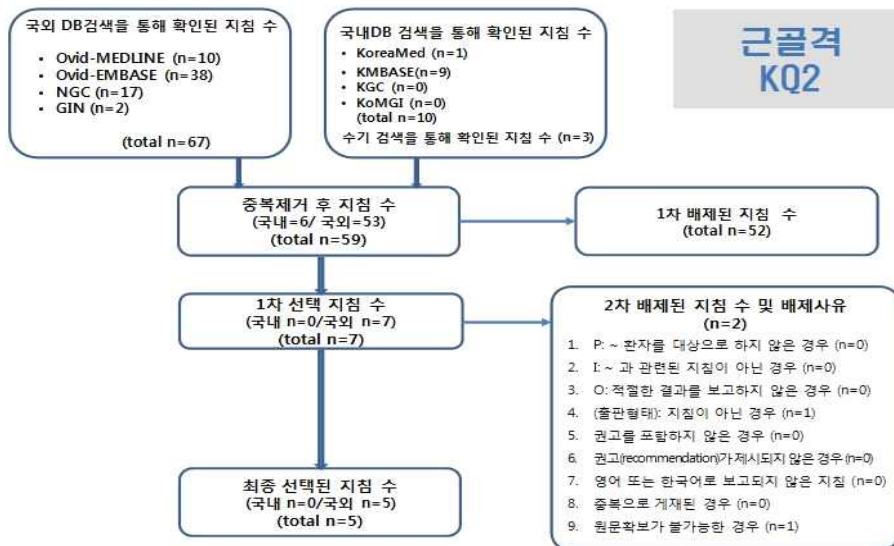 국외 DB검색을 통해 확인된 지침 수
• Ovid-MEDLINE (n=10)
• Ovid-EMBASE (n=38)
• NGC (n=17)
• GIN (n=2)
(total n=67)
국내DB 검색을 통해 확인된 지침 수
• KoreaMed (n=1)
• KMBASE(n=9)
• KGC (n=0)
• KoMGI (n=0)
(total n=10)
수기 검색을 통해 확인된 지침 수 (n=3)
근골격
KQ2
중복제거 후 지침 수
(국내=6/ 국외=53)
(total n=59)
1차 배제된 지침 수
(total n=52)
1차 선택 지침 수
(국내 n=0/국외 n=7)
(total n=7)
2차 배제된 지침 수 및 배제사유
(n=2)
1. P: ~ 환자를 대상으로 하지 않은 경우 (n=0)
2. I: ~ 과 관련된 지침이 아닌 경우 (n=0)
3. O: 적절한 결과를 보고하지 않은 경우 (n=0)
4. (출판형태): 지침이 아닌 경우 (n=1)
5. 권고를 포함하지 않은 경우 (n=0)
6. 권고(recommendation)가 제시되지 않은 경우(n=0)
7. 영어 또는 한국어로 보고되지 않은 지침 (n=0)
8. 중복으로 게재된 경우 (n=0)
9. 원문확보가 불가능한 경우 (n=1)
최종 선택된 지침 수
(국내 n=0/국외 n=5)
(total n=5)